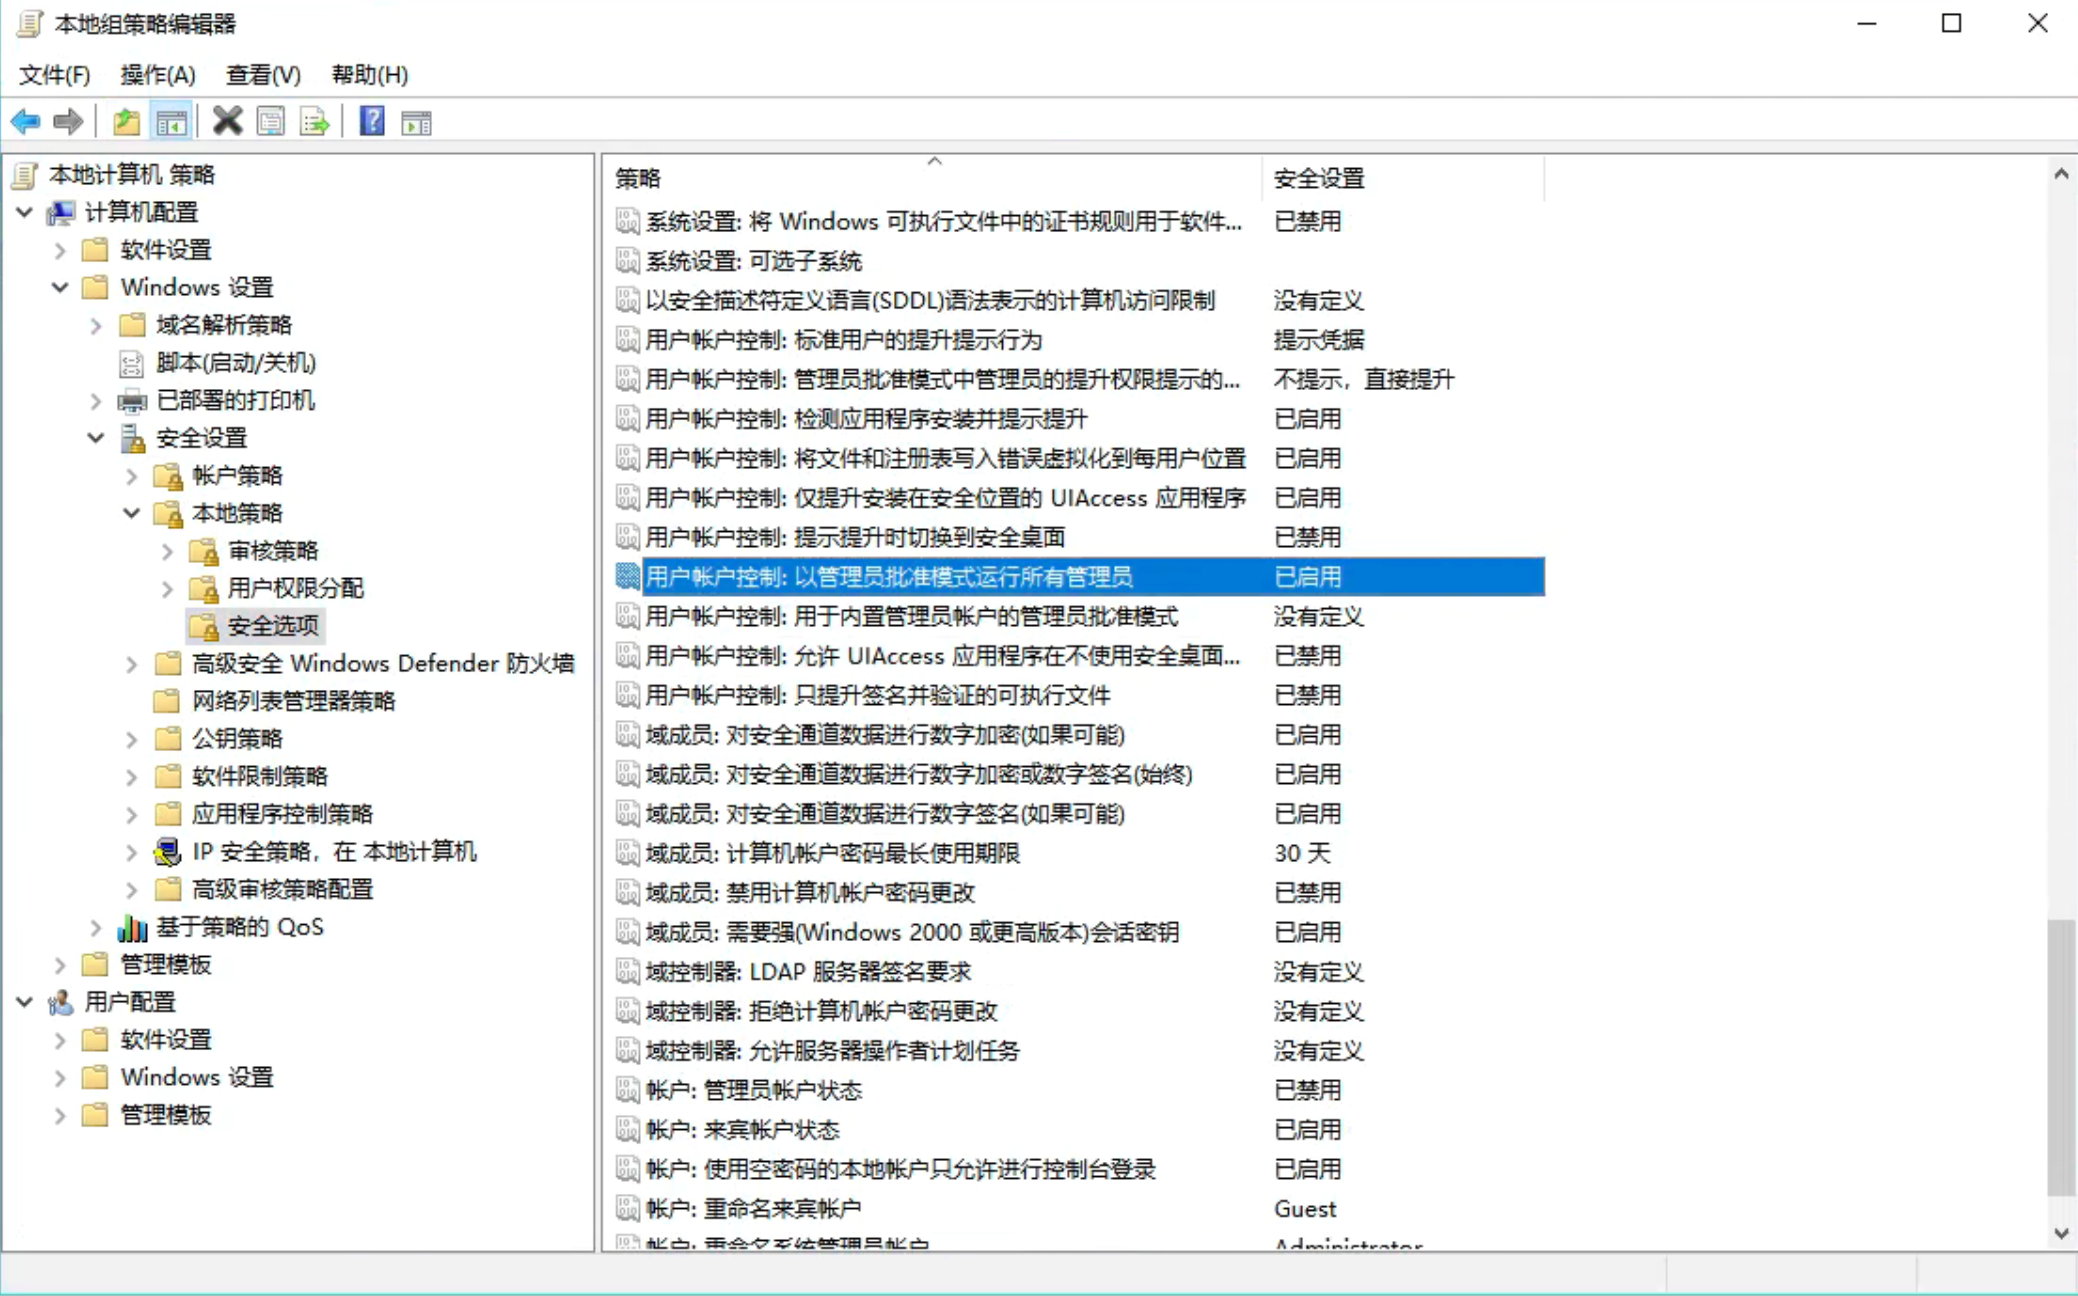 本地组策略编辑器
文件(F) 操作(A) 查看(V) 帮助(H)
本地计算机 策略
计算机配置
软件设置
Windows 设置
域名解析策略
脚本(启动/关机)
已部署的打印机
安全设置
帐户策略
本地策略
审核策略
用户权限分配
安全选项
高级安全 Windows Defender 防火墙
网络列表管理器策略
公钥策略
软件限制策略
应用程序控制策略
IP 安全策略，在 本地计算机
高级审核策略配置
基于策略的 QoS
管理模板
用户配置
软件设置
Windows 设置
管理模板
策略 安全设置
系统设置: 将 Windows 可执行文件中的证书规则用于软件... 已禁用
系统设置: 可选子系统
以安全描述符定义语言(SDDL)语法表示的计算机访问限制 没有定义
用户帐户控制: 标准用户的提升提示行为 提示凭据
用户帐户控制: 管理员批准模式中管理员的提升权限提示的... 不提示，直接提升
用户帐户控制: 检测应用程序安装并提示提升 已启用
用户帐户控制: 将文件和注册表写入错误虚拟化到每用户位置 已启用
用户帐户控制: 仅提升安装在安全位置的 UIAccess 应用程序 已启用
用户帐户控制: 提示提升时切换到安全桌面 已禁用
用户帐户控制: 以管理员批准模式运行所有管理员 已启用
用户帐户控制: 用于内置管理员帐户的管理员批准模式 没有定义
用户帐户控制: 允许 UIAccess 应用程序在不使用安全桌面... 已禁用
用户帐户控制: 只提升签名并验证的可执行文件 已禁用
域成员: 对安全通道数据进行数字加密(如果可能) 已启用
域成员: 对安全通道数据进行数字加密或数字签名(始终) 已启用
域成员: 对安全通道数据进行数字签名(如果可能) 已启用
域成员: 计算机帐户密码最长使用期限 30 天
域成员: 禁用计算机帐户密码更改 已禁用
域成员: 需要强(Windows 2000 或更高版本)会话密钥 已启用
域控制器: LDAP 服务器签名要求 没有定义
域控制器: 拒绝计算机帐户密码更改 没有定义
域控制器: 允许服务器操作者计划任务 没有定义
帐户: 管理员帐户状态 已禁用
帐户: 来宾帐户状态 已启用
帐户: 使用空密码的本地帐户只允许进行控制台登录 已启用
帐户: 重命名来宾帐户 Guest
帐户: 重命名系统管理员帐户 Administrator